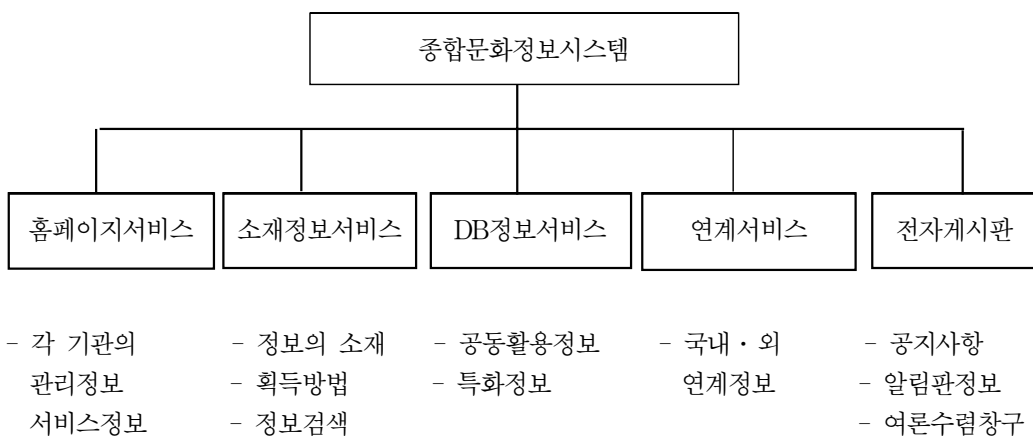 종합문화정보시스템
홈페이지서비스
소재정보서비스
DB정보서비스
연계서비스
전자게시판
- 각 기관의
관리정보
서비스정보
- 정보의 소재
- 획득방법
- 정보검색
- 공동활용정보
- 특화정보
- 국내 · 외
연계정보
- 공지사항
- 알림판정보
- 여론수렴창구